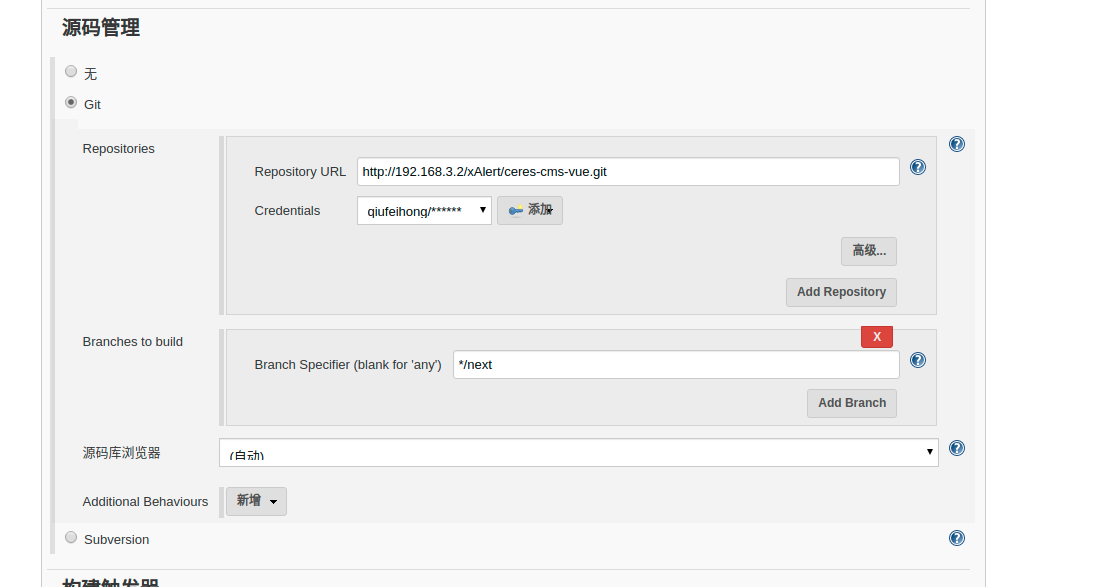 源码管理
无
Git
Repositories
Repository URL http://192.168.3.2/xAlert/ceres-cms-vue.git
Credentials qiufeihong/****** 添加
高级...
Add Repository
Branches to build
X
Branch Specifier (blank for 'any') */next
Add Branch
源码库浏览器 (自动)
Additional Behaviours 新增
Subversion
构建触发器